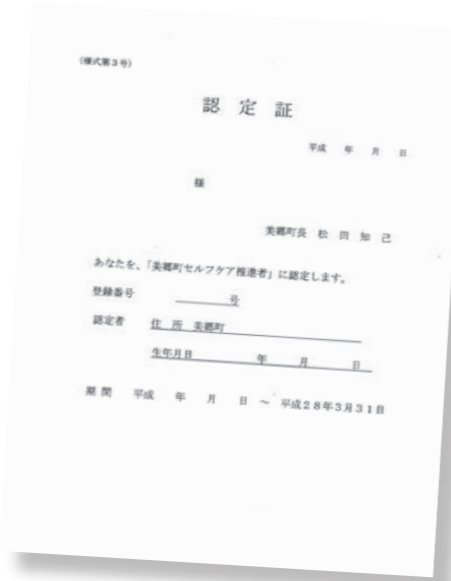 (様式第3号)
認 定 証
平成 年 月 日
様
美郷町長 松 田 知 己
あなたを、「美郷町セルフケア推進者」に認定します。
登録番号 号
認定者 住 所 美郷町
生年月日 年 月 日
期 間 平成 年 月 日 ~ 平成28年3月31日